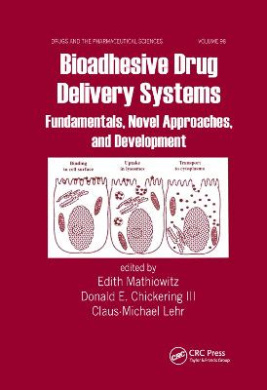 DRUGS AND THE PHARMACEUTICAL SCIENCES VOLUME 98
Bioadhesive Drug
Delivery Systems
Fundamentals, Novel Approaches,
and Development
Binding Uptake Transport
to cell surface in lysosomes to cytoplasm
edited by
Edith Mathiowitz
Donald E. Chickering III
Claus-Michael Lehr
CRC Press
Taylor & Francis Group